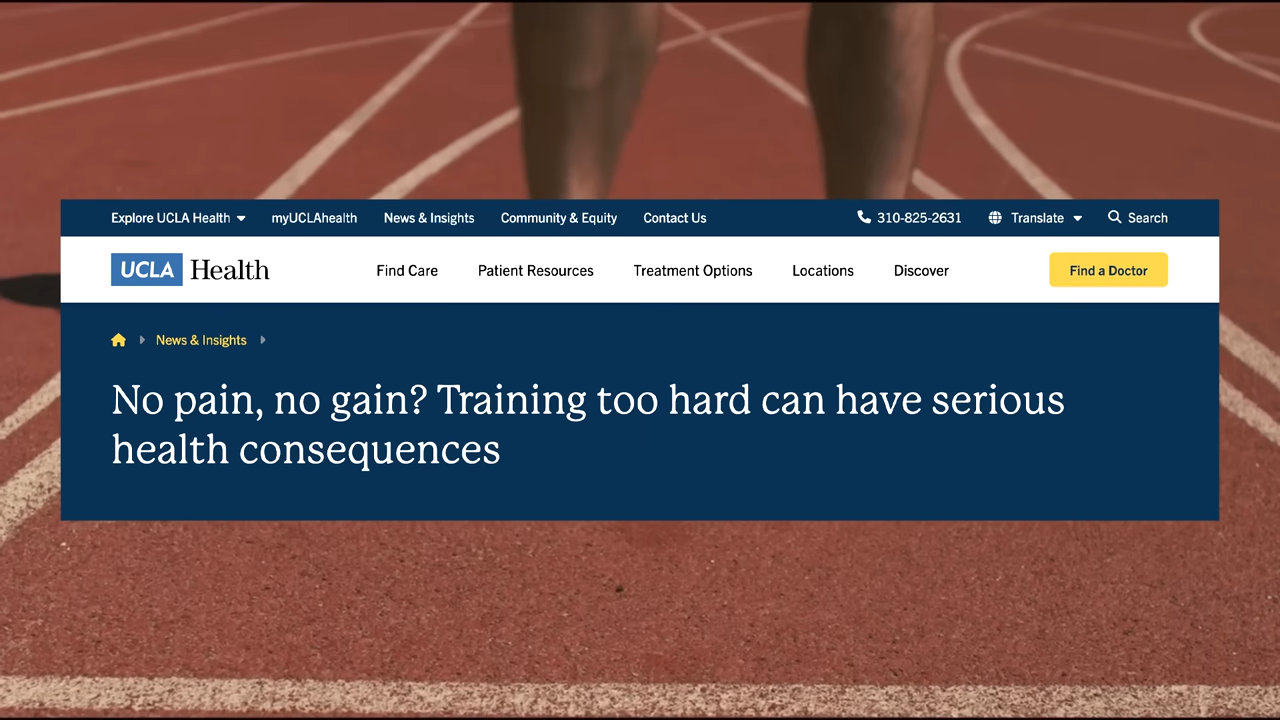 Explore UCLA Health myUCLAhealth News & Insights Community & Equity Contact Us 310-825-2631 Translate Search
UCLA Health Find Care Patient Resources Treatment Options Locations Discover Find a Doctor
News & Insights
No pain, no gain? Training too hard can have serious
health consequences